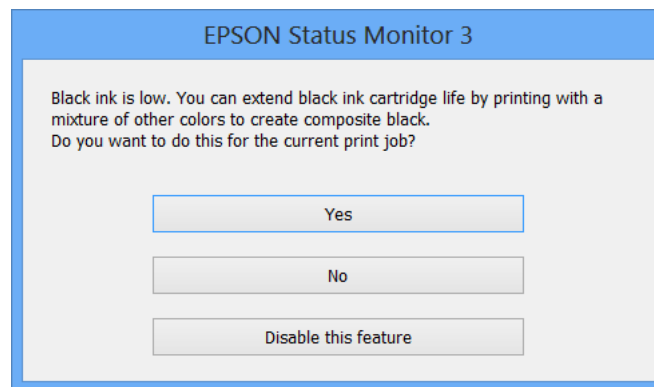 EPSON Status Monitor 3
Black ink is low. You can extend black ink cartridge life by printing with a
mixture of other colors to create composite black.
Do you want to do this for the current print job?
Yes
No
Disable this feature